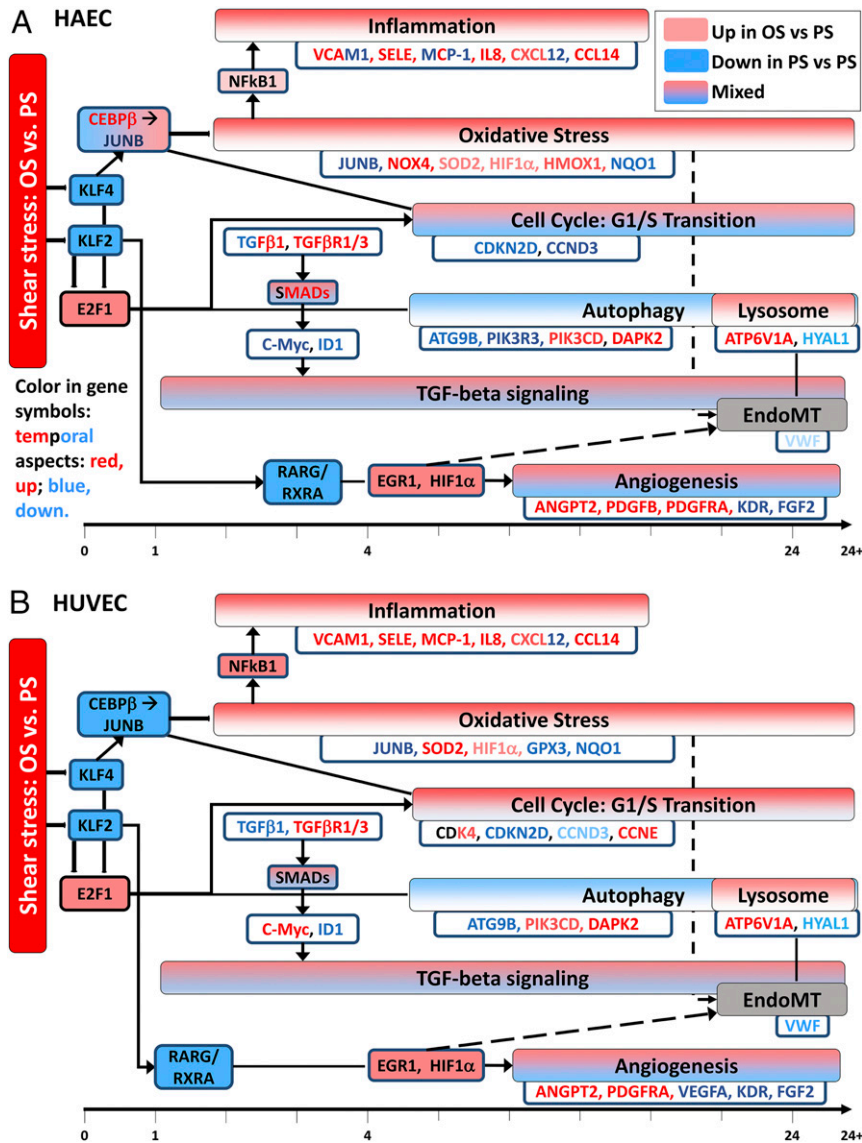 A HAEC
Inflammation
VCAM1, SELE, MCP-1, IL8, CXCL12, CCL14
Up in OS vs PS
Down in PS vs PS
Mixed
NFkB1
Shear stress: OS vs. PS
CEBPβ →
JUNB
Oxidative Stress
JUNB, NOX4, SOD2, HIF1α, HMOX1, NQO1
KLF4
Cell Cycle: G1/S Transition
CDKN2D, CCND3
KLF2
TGFβ1, TGFβR1/3
E2F1
SMADs
Autophagy
Lysosome
ATG9B, PIK3R3, PIK3CD, DAPK2
ATP6V1A, HYAL1
C-Myc, ID1
TGF-beta signaling
EndoMT
VWF
Color in gene
symbols:
temporal
aspects: red,
up; blue,
down.
RARG/
RXRA
EGR1, HIF1α
Angiogenesis
ANGPT2, PDGFB, PDGFRA, KDR, FGF2
0 1 4 24 24+
B HUVEC
Inflammation
VCAM1, SELE, MCP-1, IL8, CXCL12, CCL14
NFkB1
Shear stress: OS vs. PS
CEBPβ →
JUNB
Oxidative Stress
JUNB, SOD2, HIF1α, GPX3, NQO1
KLF4
Cell Cycle: G1/S Transition
CDK4, CDKN2D, CCND3, CCNE
KLF2
TGFβ1, TGFβR1/3
E2F1
SMADs
Autophagy
Lysosome
ATG9B, PIK3CD, DAPK2
ATP6V1A, HYAL1
C-Myc, ID1
TGF-beta signaling
EndoMT
VWF
RARG/
RXRA
EGR1, HIF1α
Angiogenesis
ANGPT2, PDGFRA, VEGFA, KDR, FGF2
0 1 4 24 24+